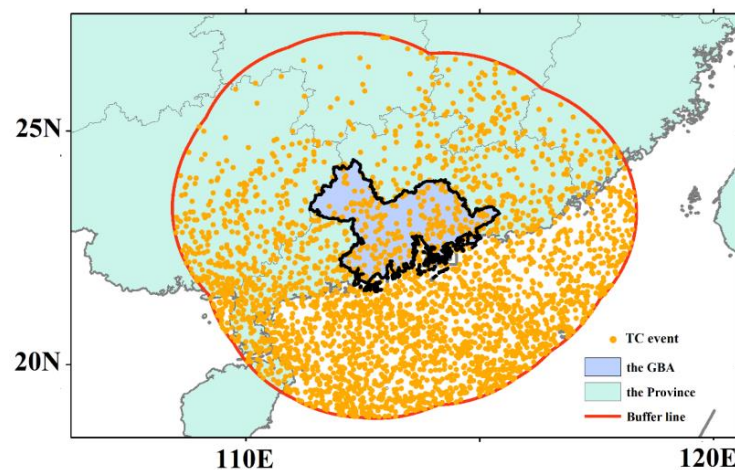 25N
20N
TC event
the GBA
the Province
Buffer line
110E
120E